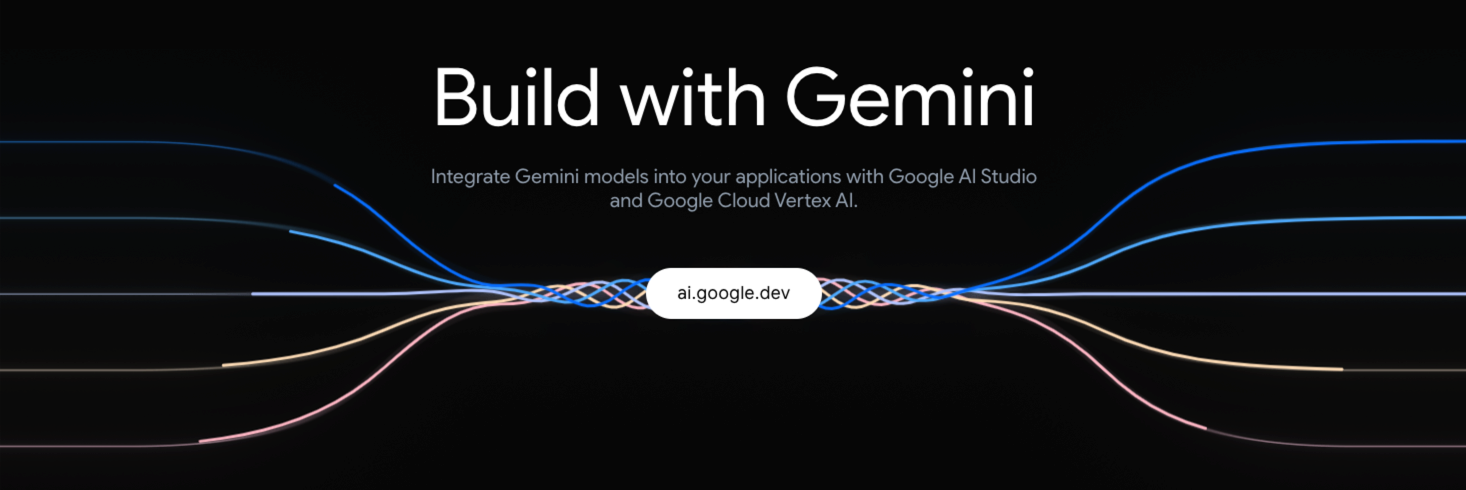 Build with Gemini
Integrate Gemini models into your applications with Google AI Studio
and Google Cloud Vertex AI.
ai.google.dev